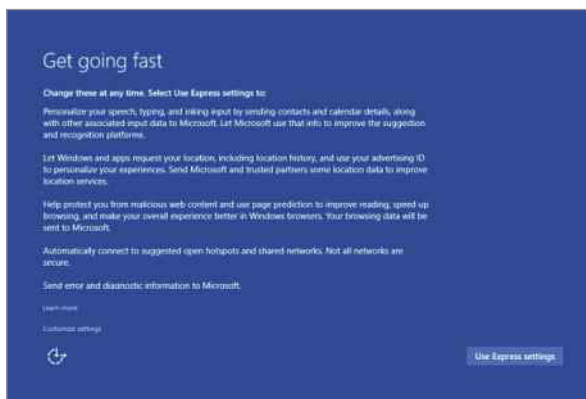 Get going fast
Change these at any time. Select Use Express settings to:
Personalize your speech, typing, and inking input by sending contacts and calendar details, along
with other associated input data to Microsoft. Let Microsoft use that info to improve the suggestion
and recognition platforms.
Let Windows and apps request your location, including location history, and use your advertising ID
to personalize your experiences. Send Microsoft and trusted partners some location data to improve
location services.
Help protect you from malicious web content and use page prediction to improve reading, speed up
browsing, and make your overall experience better in Windows browsers. Your browsing data will be
sent to Microsoft.
Automatically connect to suggested open hotspots and shared networks. Not all networks are
secure.
Send error and diagnostic information to Microsoft.
Learn more
Customize settings
Use Express settings